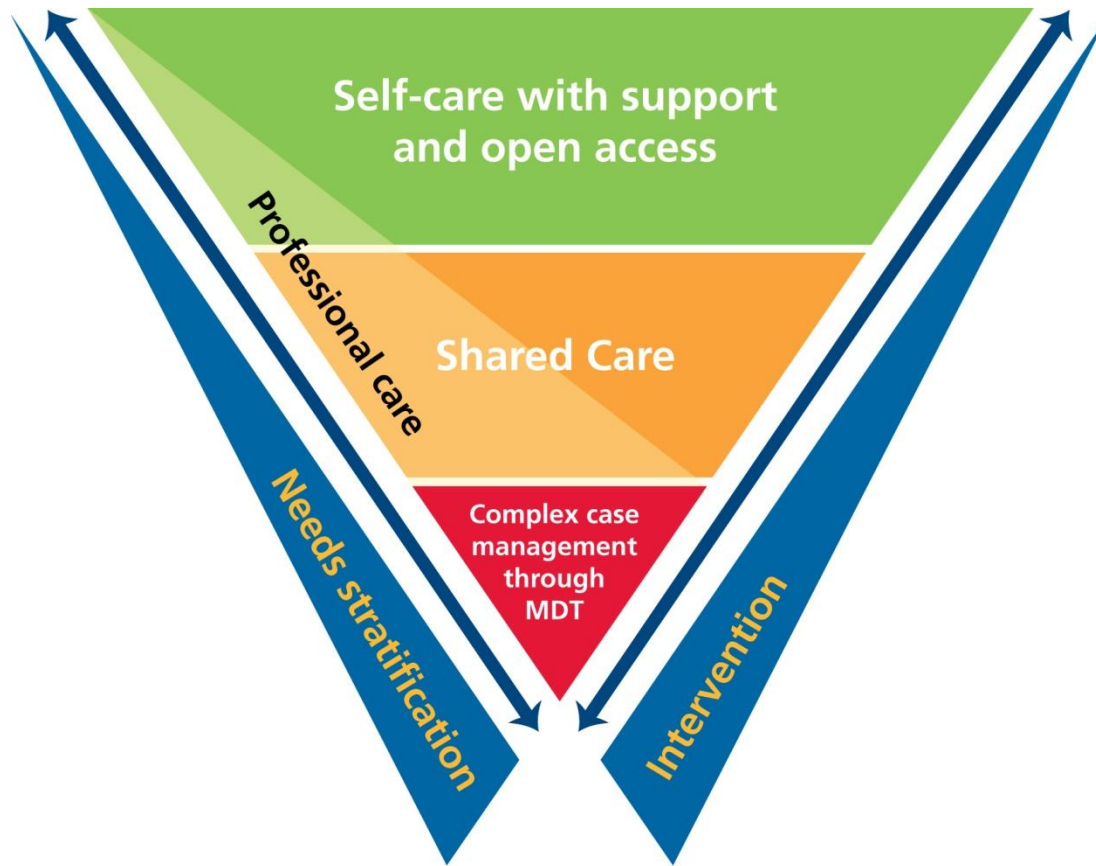 Self-care with support
and open access
Professional care
Shared Care
Complex case
management
through
MDT
Needs stratification
Intervention